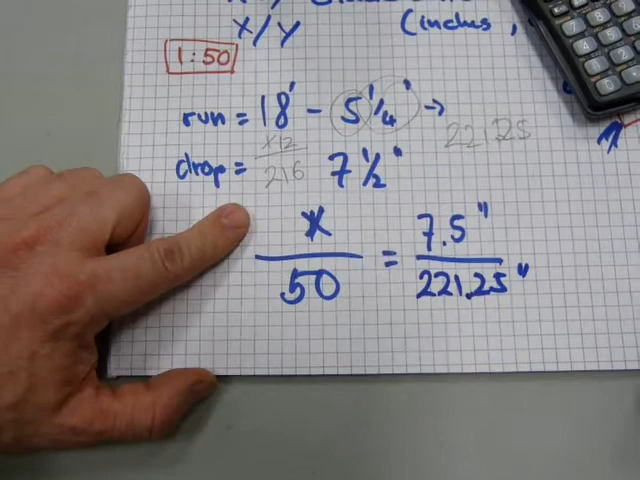 X/Y (inches,
1:50
run = 18' - 5 1/4" →
x12
221.25
drop = 216 7 1/2"
x 7.5"
50 = 221.25"